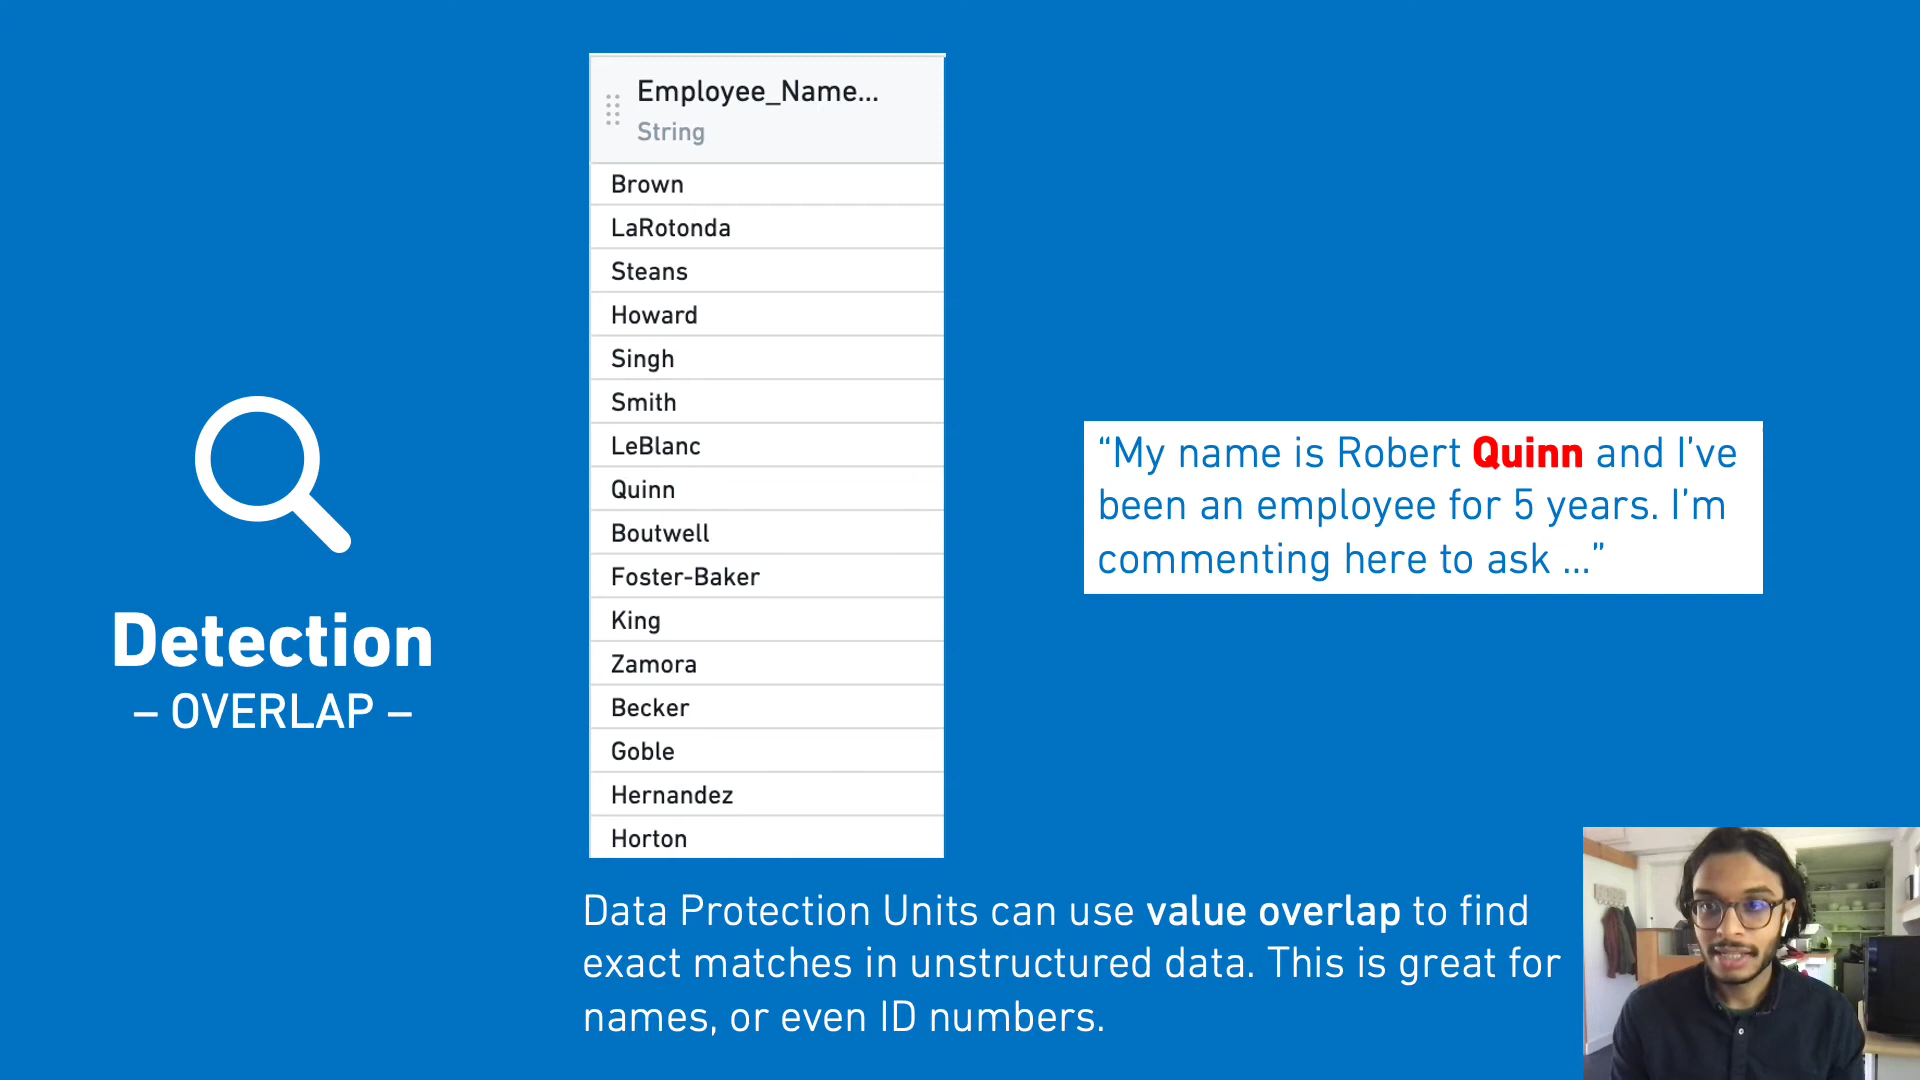 Employee_Name...
String
Brown
LaRotonda
Steans
Howard
Singh
Smith
LeBlanc
Quinn
Boutwell
Foster-Baker
King
Zamora
Becker
Goble
Hernandez
Horton
Detection
– OVERLAP –
“My name is Robert Quinn and I’ve
been an employee for 5 years. I’m
commenting here to ask ...”
Data Protection Units can use value overlap to find
exact matches in unstructured data. This is great for
names, or even ID numbers.